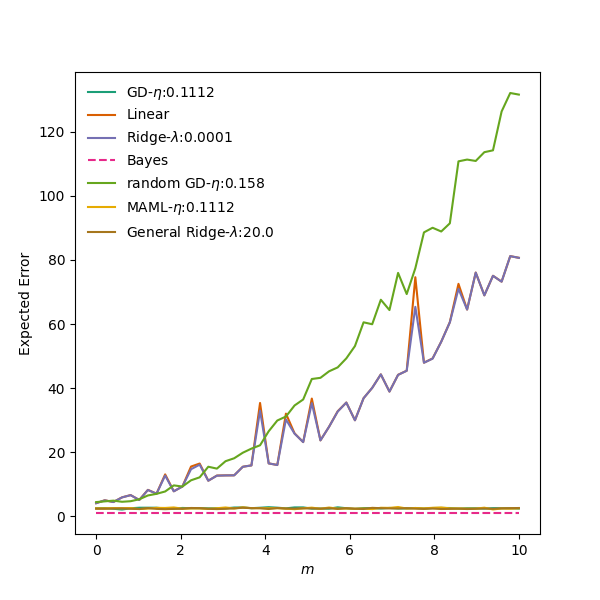 GD-η:0.1112
Linear
Ridge-λ:0.0001
Bayes
random GD-η:0.158
MAML-η:0.1112
General Ridge-λ:20.0
Expected Error
120
100
80
60
40
20
0
0 2 4 6 8 10
m